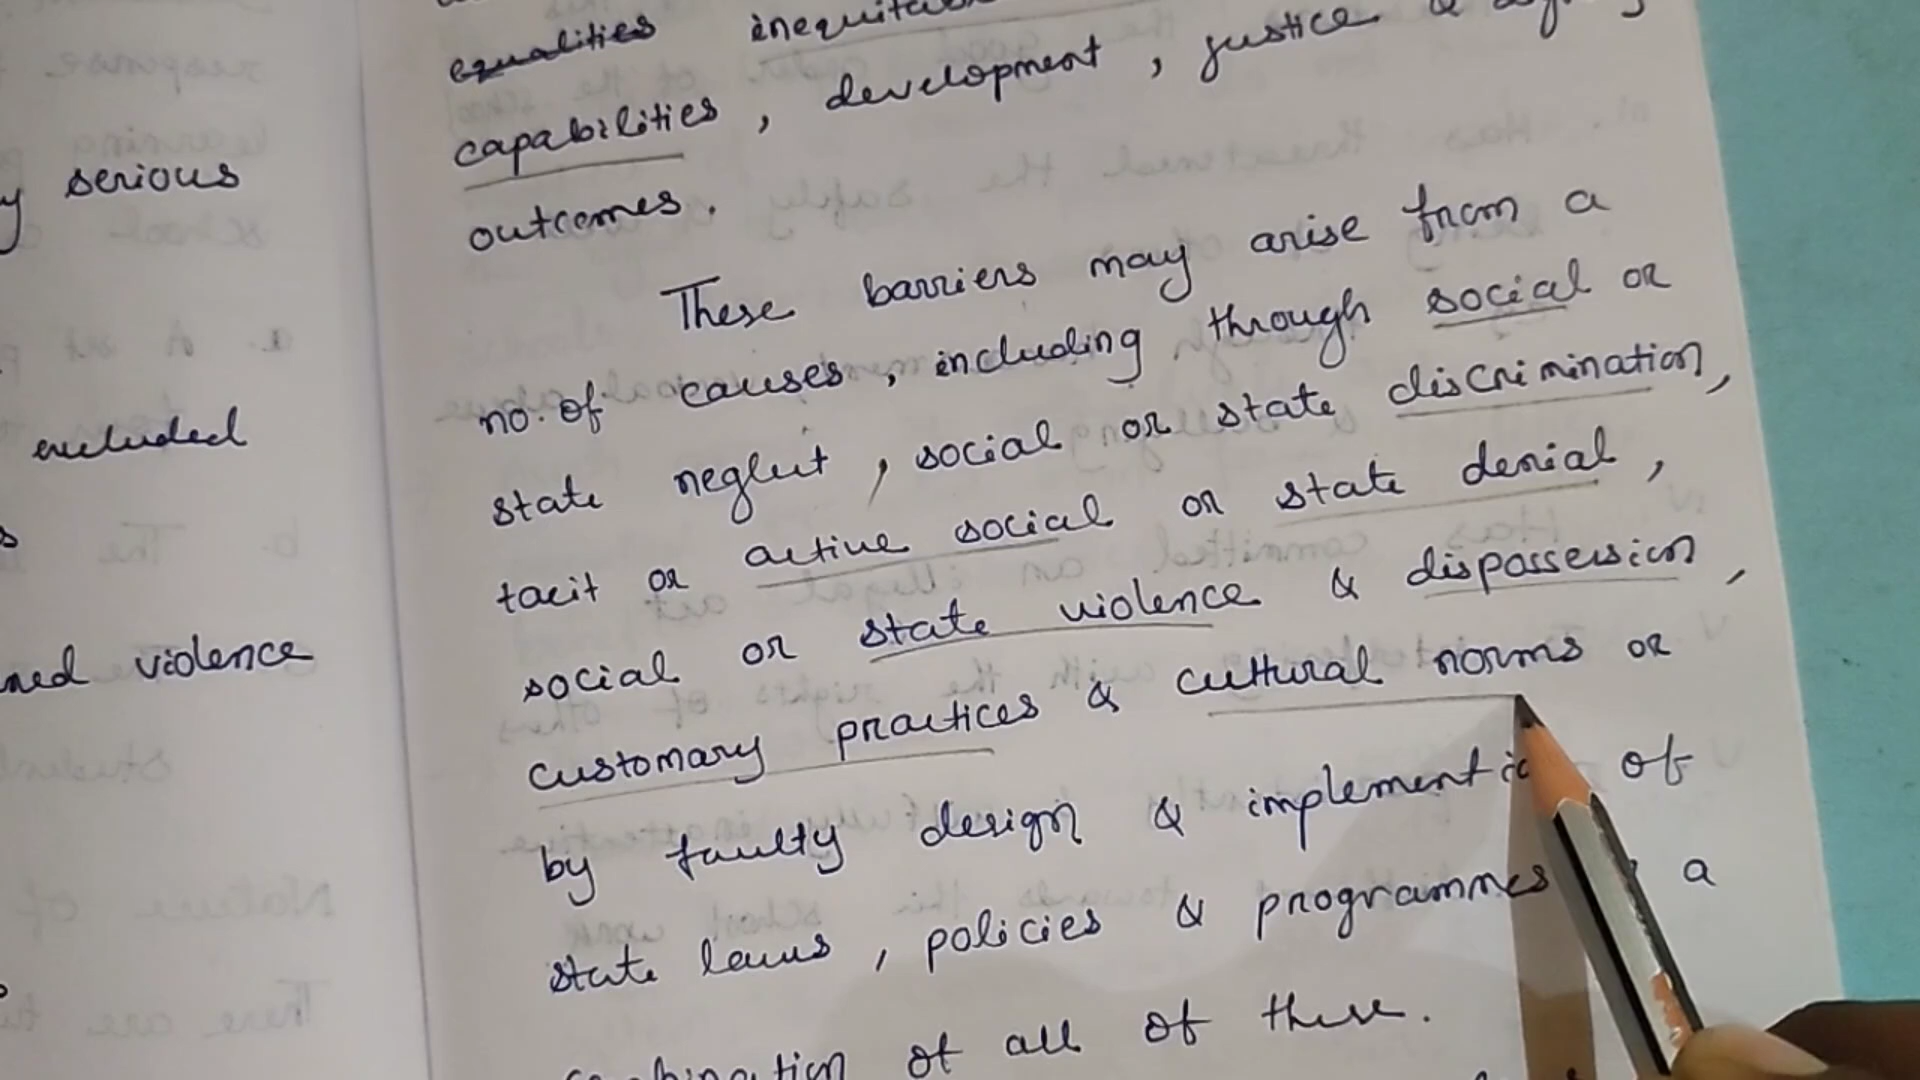 y serious
excluded
ned violence
equalities
capabilities, development, justice &
outcomes.
These barriers may arise from a
no. of causes, including through social or
state neglect, social or state discrimination,
tacit or active social or state denial,
social or state violence & dispossession,
customary practices & cultural norms or
by faulty design & of
state laws, policies & programmes a
of all of these.